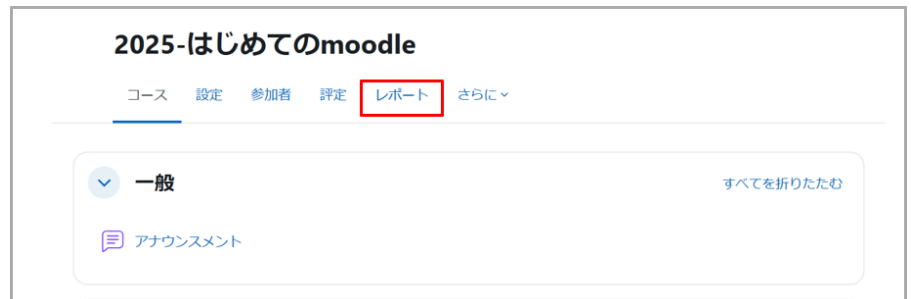 2025-はじめてのmoodle
コース 設定 参加者 評定 レポート さらに
一般 すべてを折りたたむ
アナウンスメント